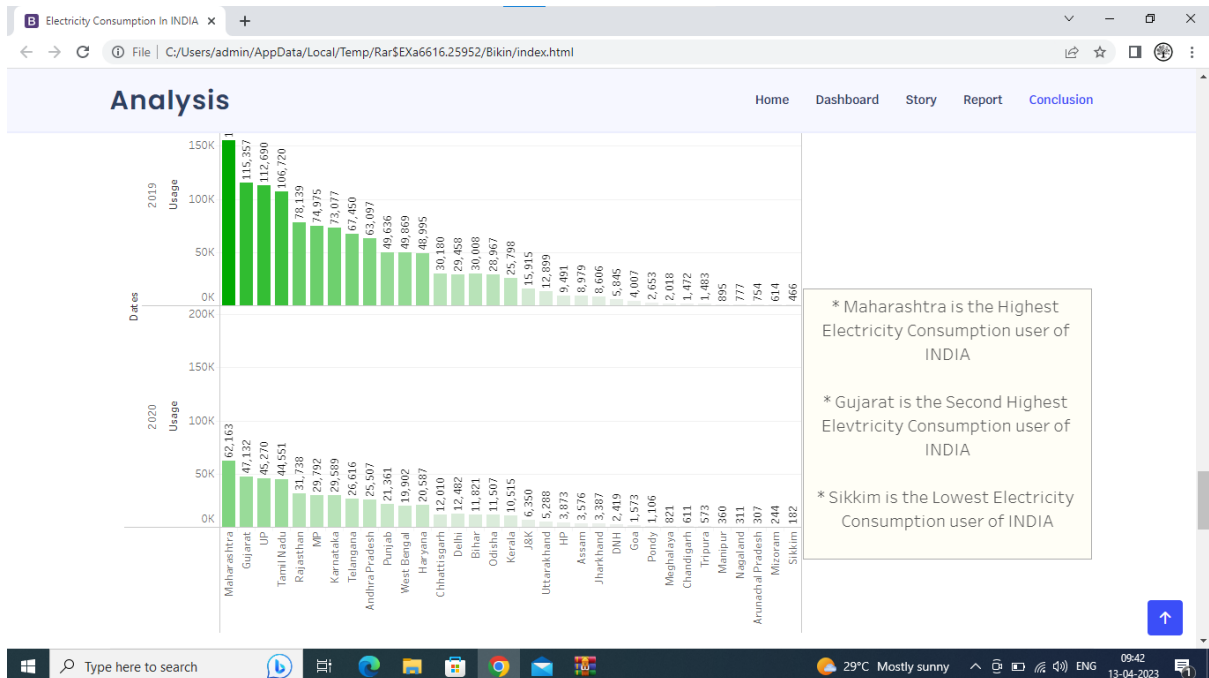 Electricity Consumption In INDIA
File | C:/Users/admin/AppData/Local/Temp/Rar$EXa6616.25952/Bikin/index.html
Analysis
Home Dashboard Story Report Conclusion
Dates
2019
Usage
150K
100K
50K
0K
115,357
112,690
106,720
78,139
74,975
73,077
67,450
63,097
49,636
49,869
48,995
30,180
29,458
30,008
28,967
25,798
15,915
12,899
9,491
8,979
8,606
5,845
4,007
2,653
2,018
1,472
1,483
895
777
754
614
466
2020
Usage
200K
150K
100K
50K
0K
62,163
47,132
45,270
44,551
31,738
29,792
29,589
26,616
25,507
21,361
19,902
20,587
12,010
12,482
11,821
11,507
10,515
6,350
5,288
3,873
3,576
3,387
2,419
1,573
1,106
821
611
573
360
311
307
244
182
Maharashtra
Gujarat
UP
Tamil Nadu
Rajasthan
MP
Karnataka
Telangana
Andhra Pradesh
Punjab
West Bengal
Haryana
Chhattisgarh
Delhi
Bihar
Odisha
Kerala
J&K
Uttarakhand
HP
Assam
Jharkhand
DNH
Goa
Pondy
Meghalaya
Chandigarh
Tripura
Manipur
Nagaland
Arunachal Pradesh
Mizoram
Sikkim
* Maharashtra is the Highest
Electricity Consumption user of
INDIA
* Gujarat is the Second Highest
Elevtricity Consumption user of
INDIA
* Sikkim is the Lowest Electricity
Consumption user of INDIA
Type here to search
29°C Mostly sunny
ENG
09:42
13-04-2023